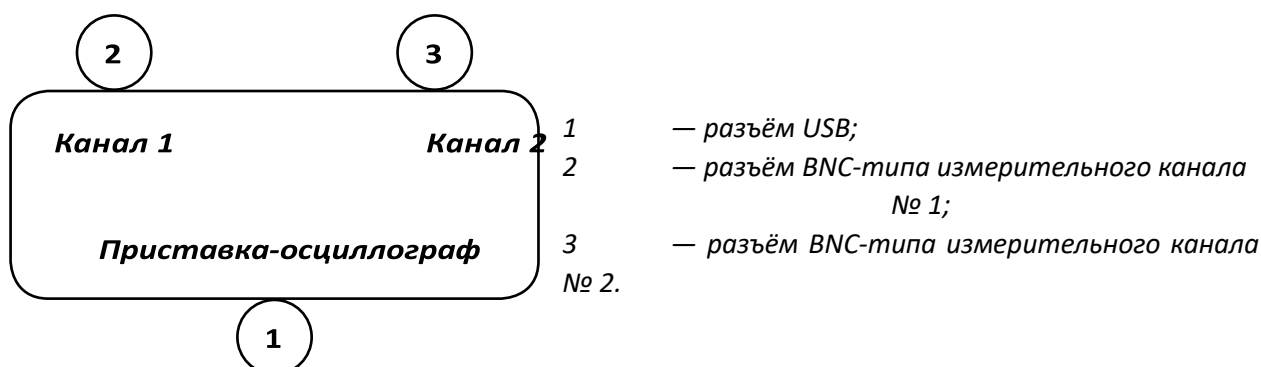 2 3
Канал 1 Канал 2
Приставка-осциллограф
1
1 — разъём USB;
2 — разъём BNC-типа измерительного канала
№ 1;
3 — разъём BNC-типа измерительного канала
№ 2.